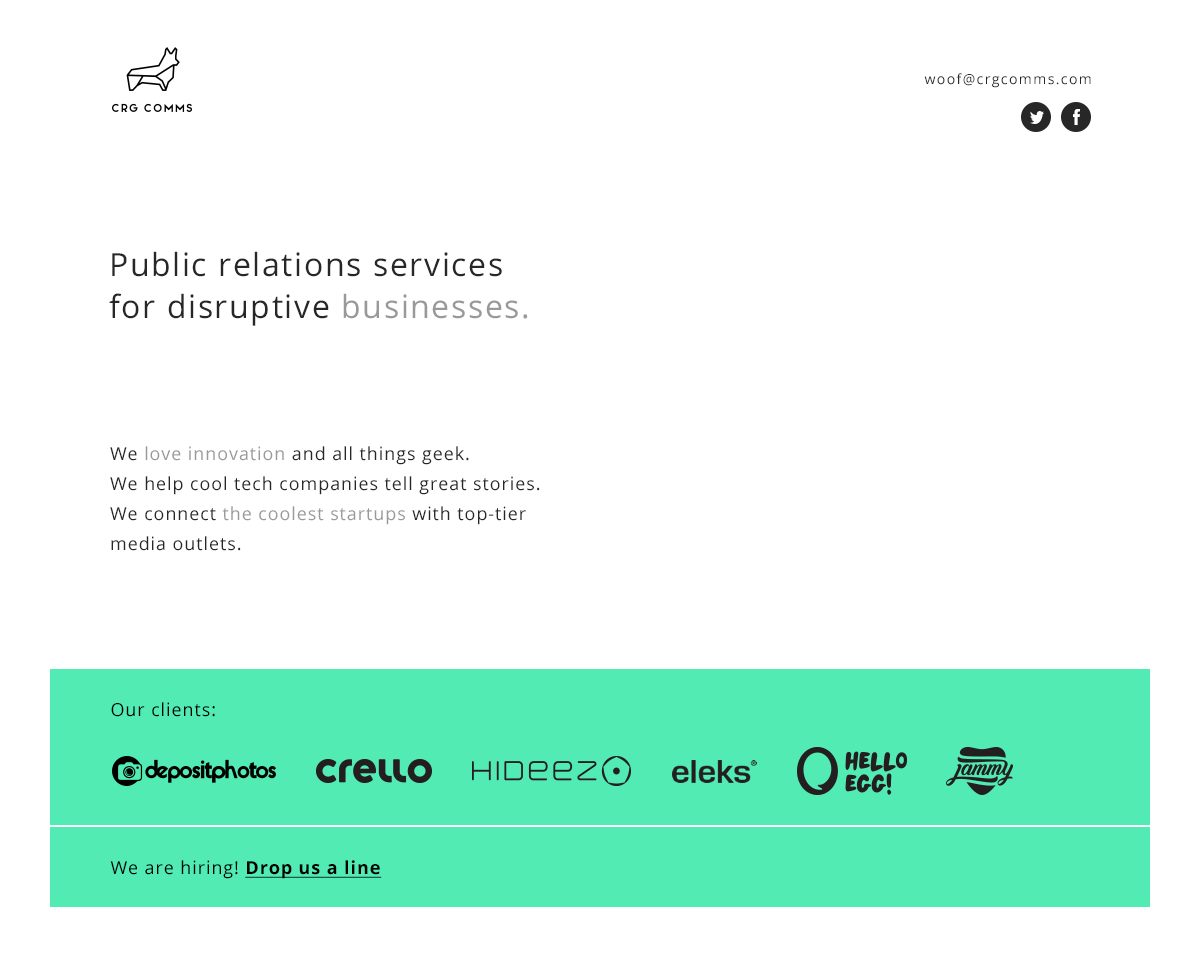 CRG COMMS
woof@crgcomms.com
Public relations services
for disruptive businesses.
We love innovation and all things geek.
We help cool tech companies tell great stories.
We connect the coolest startups with top-tier
media outlets.
Our clients:
depositphotos
crello
HIDEEZ
eleks®
HELLO
EGG!
jammy
We are hiring! Drop us a line